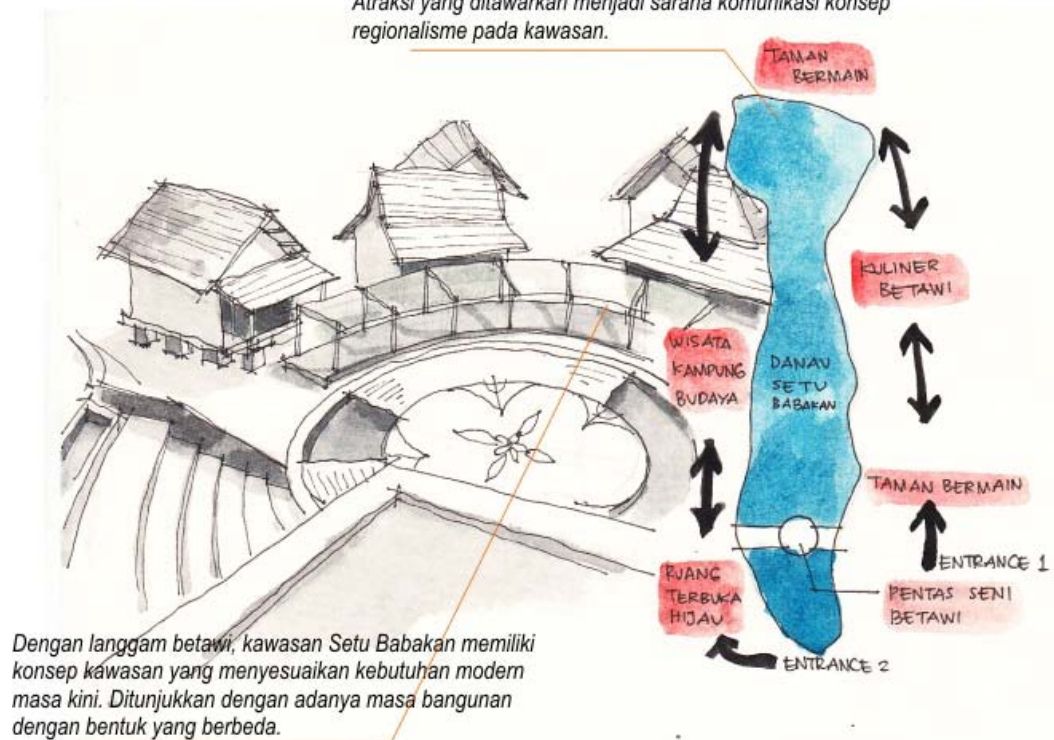 Atraksi yang ditawarkan menjadi sarana komunikasi konsep
regionalisme pada kawasan.
TAMAN
BERMAIN
KULINER
BETAWI
WISATA
KAMPUNG
BUDAYA
DANAU
SETU
BABAKAN
TAMAN BERMAIN
ENTRANCE 1
PENTAS SENI
BETAWI
RUANG
TERBUKA
HIJAU
ENTRANCE 2
Dengan langgam betawi, kawasan Setu Babakan memiliki
konsep kawasan yang menyesuaikan kebutuhan modern
masa kini. Ditunjukkan dengan adanya masa bangunan
dengan bentuk yang berbeda.